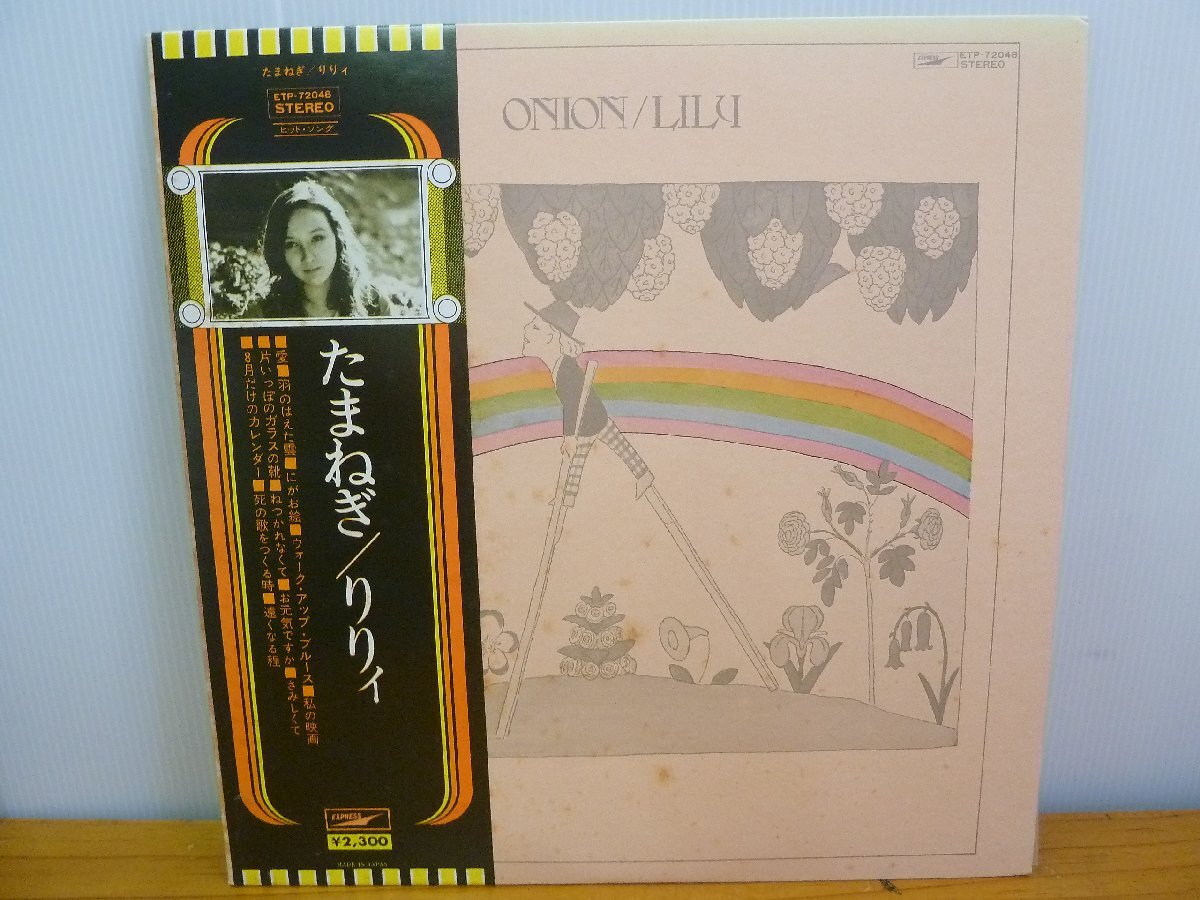 たまねぎ/りりィ
ETP-72048
STEREO
ヒット・ソング
たまねぎ/りりィ
■愛■羽のはえた雲■にがお絵■ウォーク・アップ・ブルース■私の映画
■片いっぽのガラスの靴■ねつかれなくて■お元気ですか■さみしくて
■8月だけのカレンダー■死の歌をつくる時■遠くなる程
EXPRESS
¥2,300
MADE IN JAPAN
EXPRESS
ETP-72048
STEREO
ONION/LILY